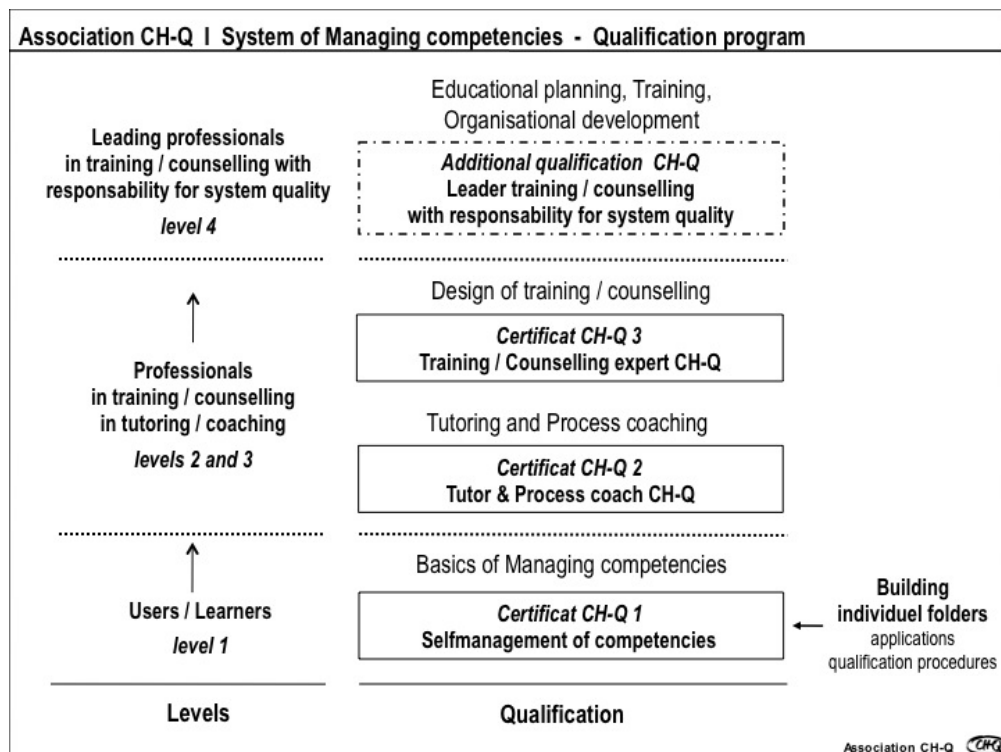 Association CH-Q I System of Managing competencies - Qualification program
Leading professionals
in training / counselling with
responsability for system quality
level 4
Educational planning, Training,
Organisational development
Additional qualification CH-Q
Leader training / counselling
with responsability for system quality
Professionals
in training / counselling
in tutoring / coaching
levels 2 and 3
Design of training / counselling
Certificat CH-Q 3
Training / Counselling expert CH-Q
Tutoring and Process coaching
Certificat CH-Q 2
Tutor & Process coach CH-Q
Users / Learners
level 1
Basics of Managing competencies
Certificat CH-Q 1
Selfmanagement of competencies
Building
individuel folders
applications
qualification procedures
Levels
Qualification
Association CH-Q CH-Q